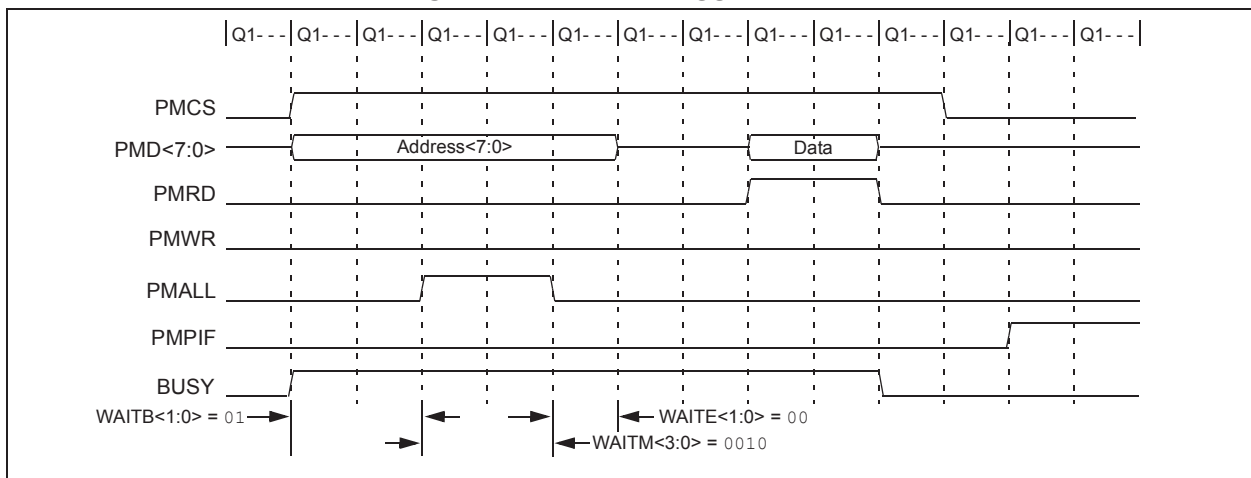 Q1- - - Q1- - - Q1- - - Q1- - - Q1- - - Q1- - - Q1- - - Q1- - - Q1- - - Q1- - - Q1- - - Q1- - - Q1- - - Q1- - -
PMCS
PMD<7:0> Address<7:0> Data
PMRD
PMWR
PMALL
PMPIF
BUSY
WAITB<1:0> = 01 WAITE<1:0> = 00
WAITM<3:0> = 0010